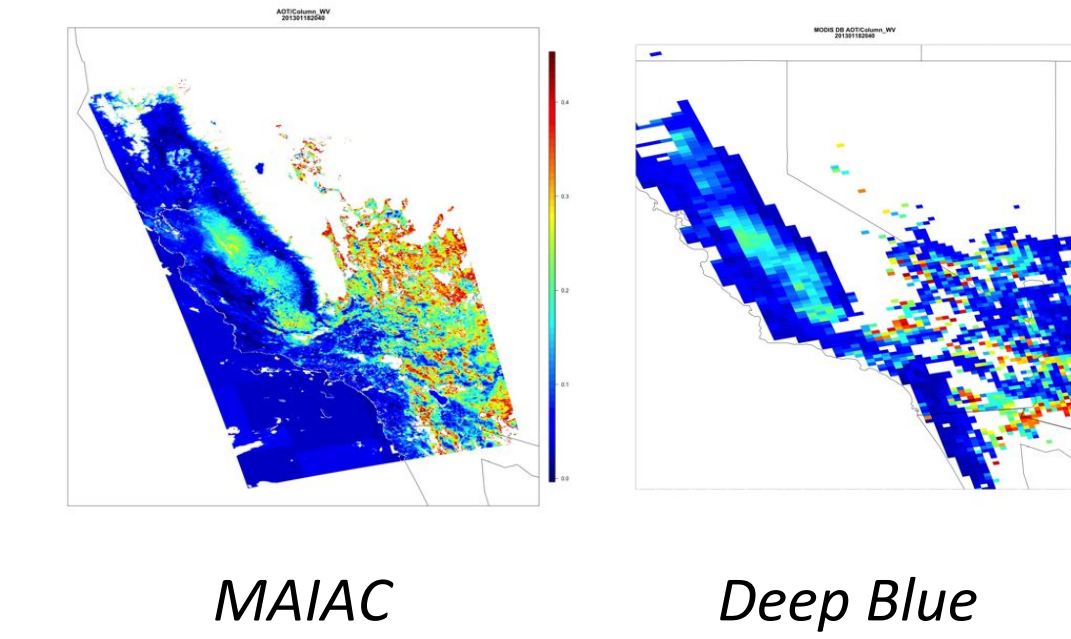 AOT/Column_WV
201301182040
0.4
0.3
0.2
0.1
0.0
MODIS DB AOT/Column_WV
201301182040
MAIAC
Deep Blue